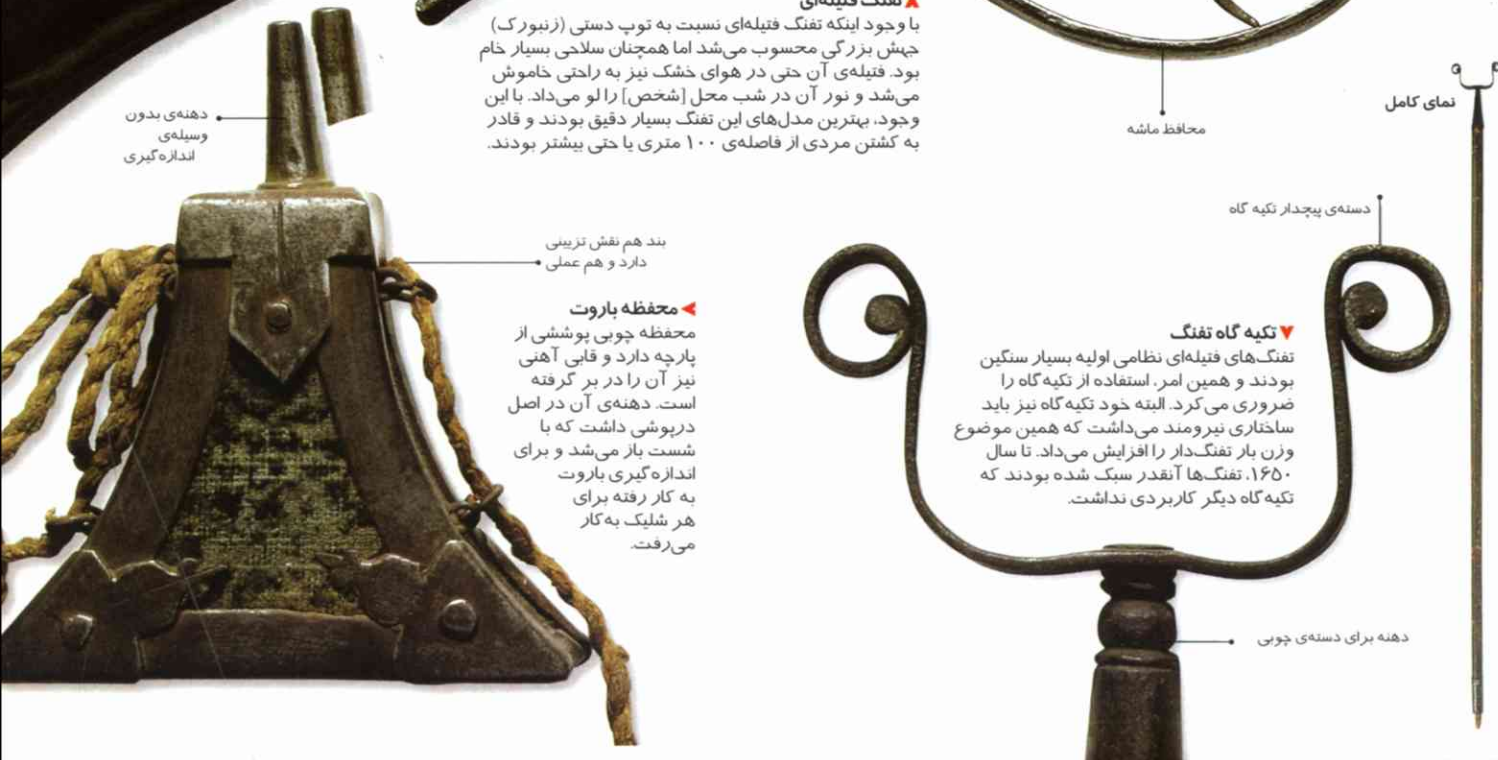 تفنگ فتیله‌ای
با وجود اینکه تفنگ فتیله‌ای نسبت به توپ دستی (زنبورک)
جهش بزرگی محسوب می‌شد اما همچنان سلاحی بسیار خام
بود. فتیله‌ی آن حتی در هوای خشک نیز به راحتی خاموش
می‌شد و نور آن در شب محل [شخص] را لو می‌داد. با این
وجود، بهترین مدل‌های این تفنگ بسیار دقیق بودند و قادر
به کشتن مردی از فاصله‌ی ۱۰۰ متری یا حتی بیشتر بودند.
نمای کامل
محافظ ماشه
دهنه‌ی بدون
وسیله‌ی
اندازه‌گیری
دسته‌ی پیچدار تکیه گاه
بند هم نقش تزیینی
دارد و هم عملی
تکیه گاه تفنگ
تفنگ‌های فتیله‌ای نظامی اولیه بسیار سنگین
بودند و همین امر، استفاده از تکیه‌گاه را
ضروری می‌کرد. البته خود تکیه‌گاه نیز باید
ساختاری نیرومند می‌داشت که همین موضوع
وزن بار تفنگ‌دار را افزایش می‌داد. تا سال
۱۶۵۰، تفنگ‌ها آنقدر سبک شده بودند که
تکیه‌گاه دیگر کاربردی نداشت.
محفظه باروت
محفظه چوبی پوششی از
پارچه دارد و قابی آهنی
نیز آن را در بر گرفته
است. دهنه‌ی آن در اصل
درپوشی داشت که با
شست باز می‌شد و برای
اندازه گیری باروت
به کار رفته برای
هر شلیک به‌کار
می‌رفت.
دهنه برای دسته‌ی چوبی